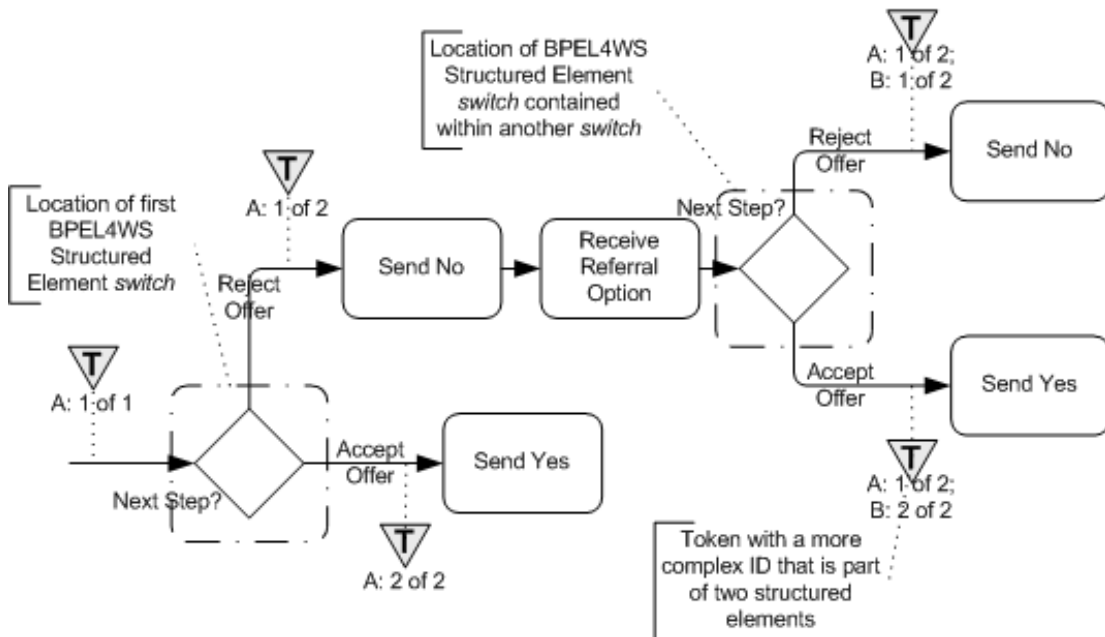 Location of BPEL4WS
Structured Element
switch contained
within another switch
T
A: 1 of 2;
B: 1 of 2
Reject
Offer
Send No
Location of first
BPEL4WS
Structured
Element switch
T
A: 1 of 2
Reject
Offer
Send No
Receive
Referral
Option
Next Step?
Accept
Offer
Send Yes
T
A: 1 of 1
Next Step?
Accept
Offer
Send Yes
T
A: 2 of 2
T
A: 1 of 2;
B: 2 of 2
Token with a more
complex ID that is part
of two structured
elements